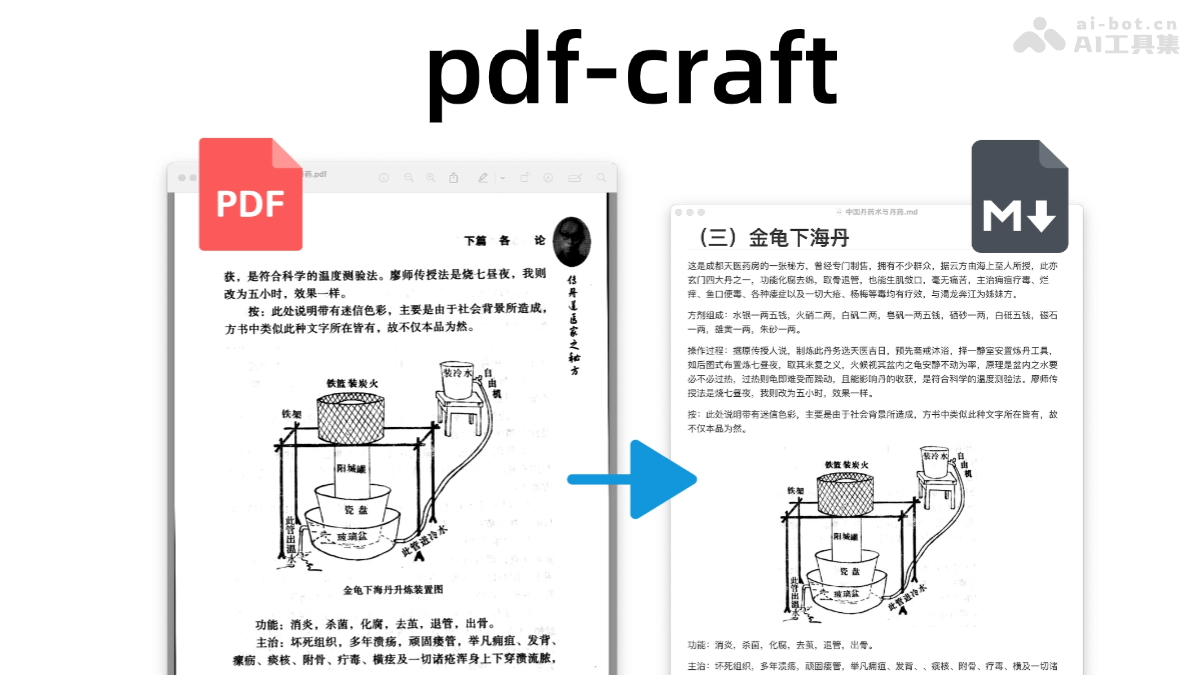 pdf-craft
ai-bot.cn
AI工具集
PDF
药.pdf
下篇 各 论
信丹道医家之秘方
获，是符合科学的温度测验法。廖师传授法是烧七昼夜，我则
改为五小时，效果一样。
按：此处说明带有迷信色彩，主要是由于社会背景所造成，
方书中类似此种文字所在皆有，故不仅本品为然。
铁篮装炭火
装冷水
自由机
铁架
阳城罐
瓷盘
玻璃盆
此管出温水
此管进冷水
金龟下海丹升炼装置图
功能：消炎，杀菌，化腐，去茧，退管，出骨。
主治：坏死组织，多年溃疡，顽固瘘管，举凡痈疽、发背、
瘰疬、痰核、附骨、疔毒、横痃及一切诸疮浑身上下穿溃流脓，
M
中国丹药术与丹药.md
（三）金龟下海丹
这是成都天医药房的一张秘方，曾经专门制售，拥有不少群众，据云方由海上至人所授，此亦
玄门四大丹之一，功能化腐去绵，取骨退管，也能生肌敛口，毫无痛苦，主治痈疽疗毒、烂
痒、鱼口便毒、各种痿症以及一切大疮、杨梅等毒均有疗效，与渴龙奔江为姊妹方。
方剂组成：水银一两五钱，火硝二两，白矾二两，皂矾一两五钱，硒砂一两，白砥五钱，磁石
一两，雄黄一两，朱砂一两。
操作过程：据原传授人说，制炼此丹务选天医吉日，预先斋戒沐浴，择一静室安置炼丹工具，
如后图式布置炼七昼夜，取其来复之义，火候视其盆内之龟安静不动为率，原理是盆内之水要
必不必过热，过热则龟即难受而躁动，且能影响丹的收获，是符合科学的温度测验法。廖师传
授法是烧七昼夜，我则改为五小时，效果一样。
按：此处说明带有迷信色彩，主要是由于社会背景所造成，方书中类似此种文字所在皆有，故
不仅本品为然。
铁篮装炭火
装冷水
自由机
铁架
阳城罐
瓷盘
玻璃盆
此管出温水
此管进冷水
功能：消炎，杀菌，化腐，去茧，退管，出骨。
主治：坏死组织，多年溃疡，顽固瘘管，举凡痈疽、发背、、痰核、附骨、疗毒、横及一切诸